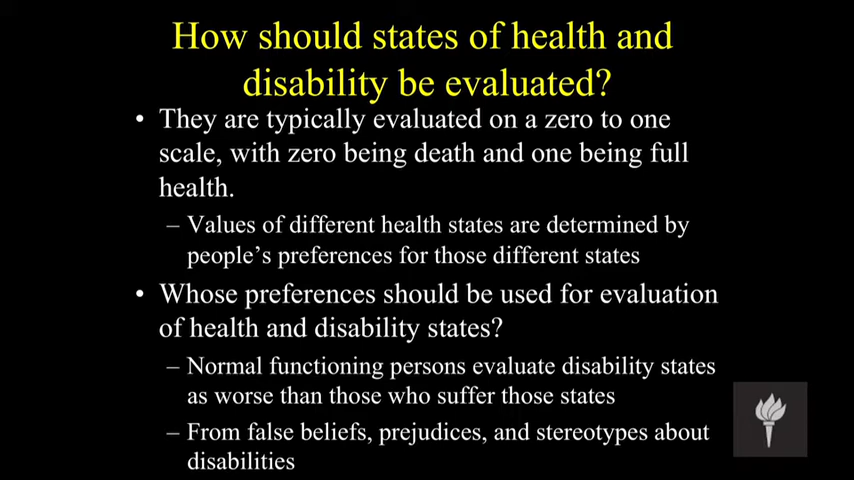 How should states of health and
disability be evaluated?
• They are typically evaluated on a zero to one
scale, with zero being death and one being full
health.
– Values of different health states are determined by
people's preferences for those different states
• Whose preferences should be used for evaluation
of health and disability states?
– Normal functioning persons evaluate disability states
as worse than those who suffer those states
– From false beliefs, prejudices, and stereotypes about
disabilities